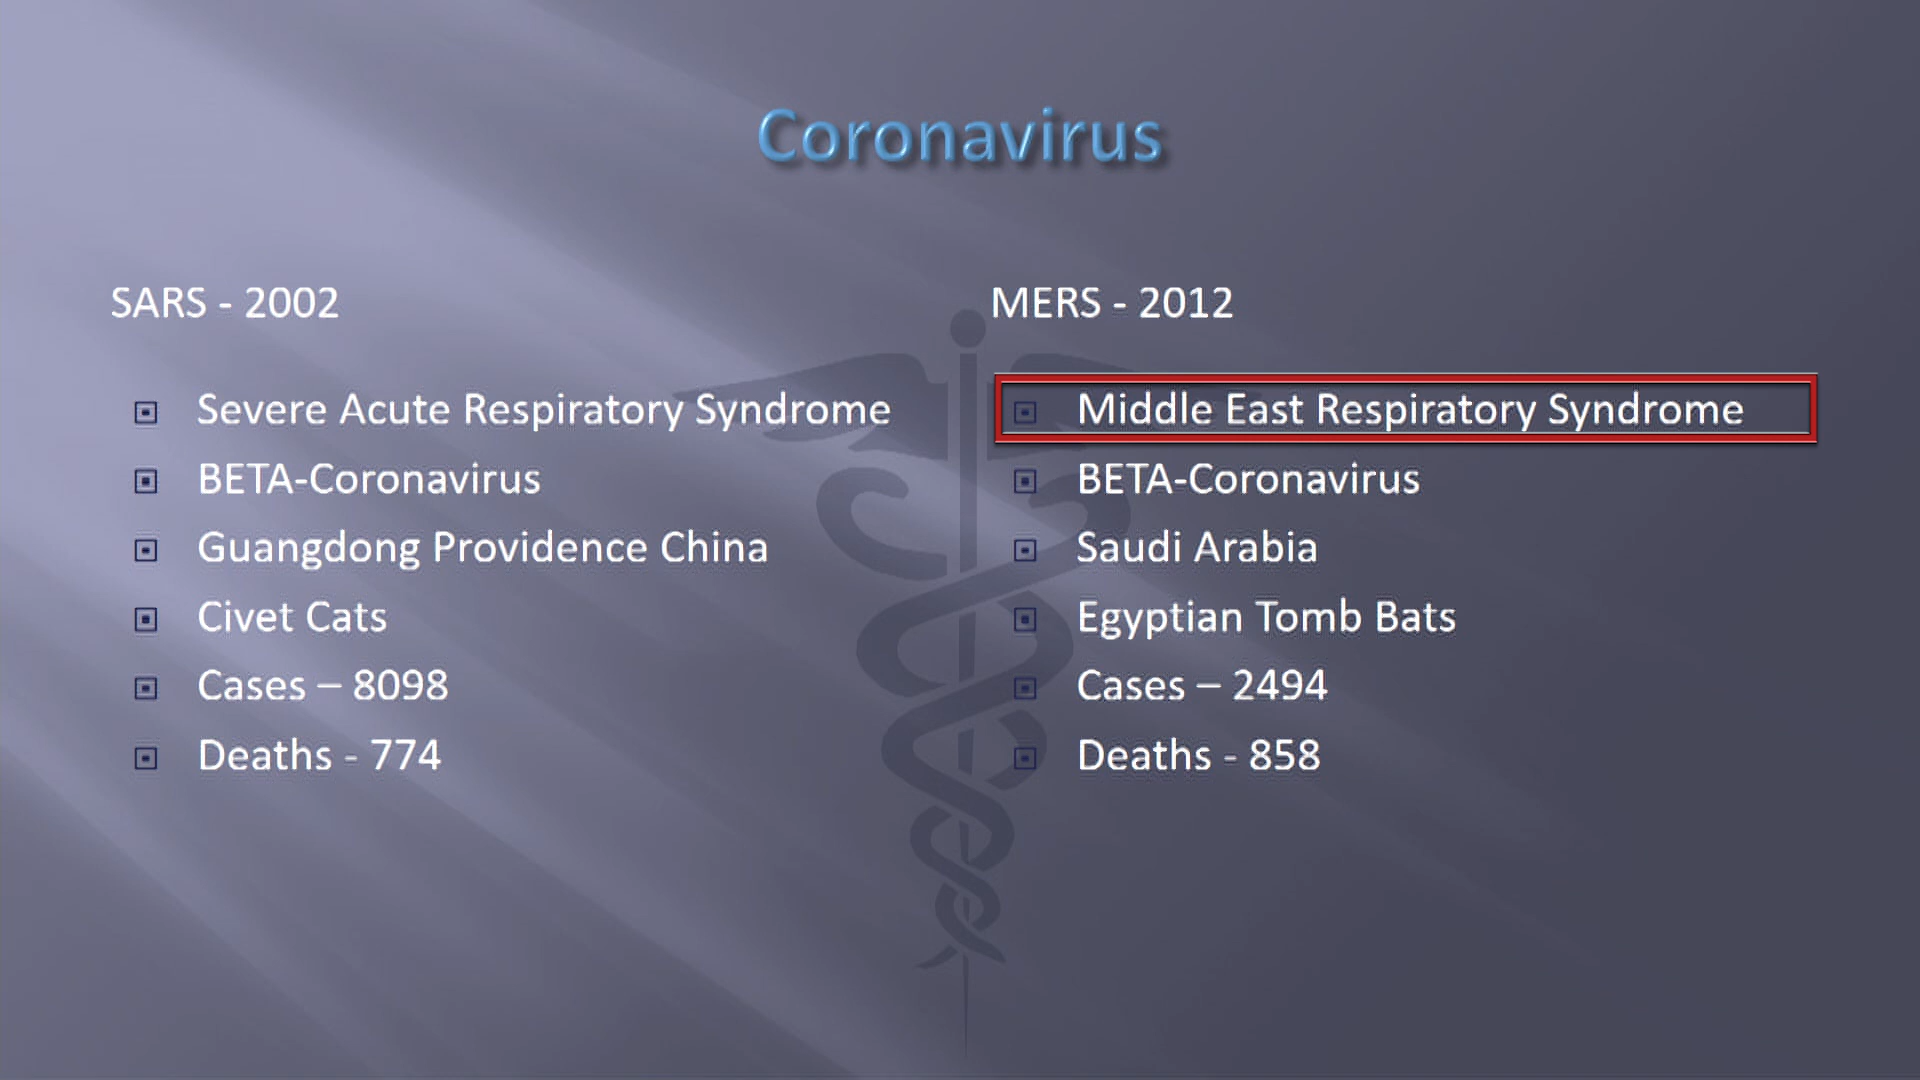 Coronavirus
SARS - 2002
Severe Acute Respiratory Syndrome
BETA-Coronavirus
Guangdong Providence China
Civet Cats
Cases – 8098
Deaths - 774
MERS - 2012
Middle East Respiratory Syndrome
BETA-Coronavirus
Saudi Arabia
Egyptian Tomb Bats
Cases – 2494
Deaths - 858